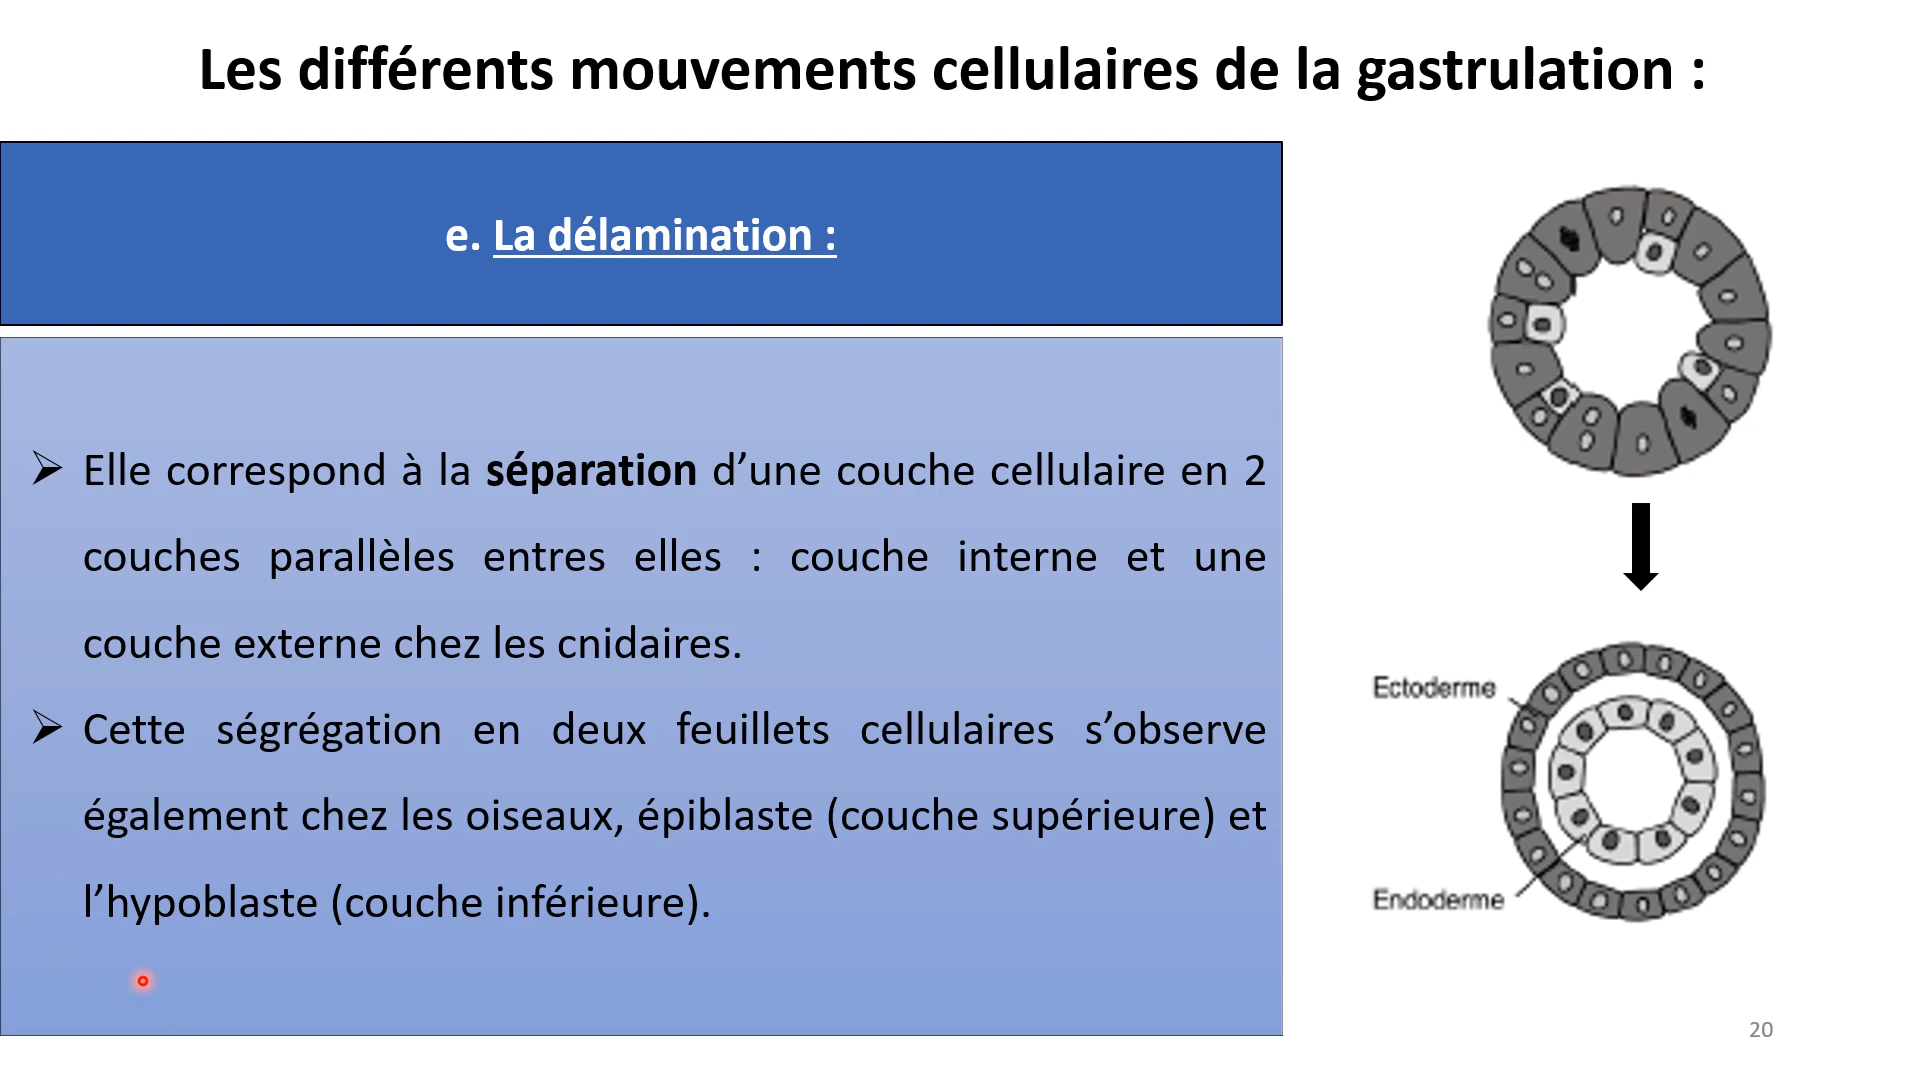 Les différents mouvements cellulaires de la gastrulation :
e. La délamination :
➢ Elle correspond à la séparation d’une couche cellulaire en 2
couches parallèles entres elles : couche interne et une
couche externe chez les cnidaires.
➢ Cette ségrégation en deux feuillets cellulaires s’observe
également chez les oiseaux, épiblaste (couche supérieure) et
l’hypoblaste (couche inférieure).
Ectoderme
Endoderme
20